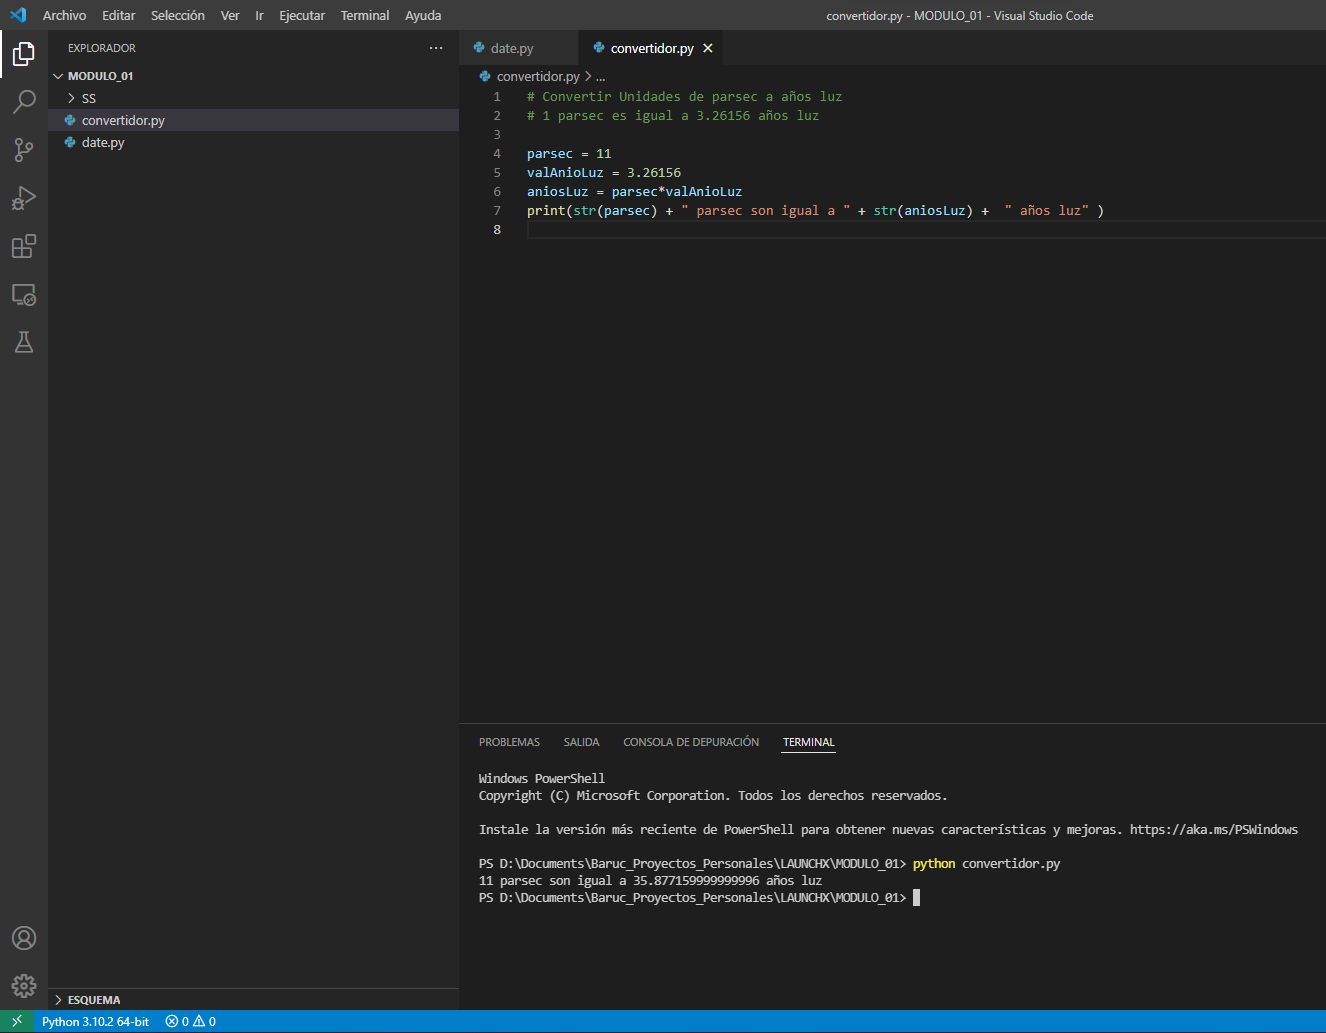 Archivo Editar Selección Ver Ir Ejecutar Terminal Ayuda
convertidor.py - MODULO_01 - Visual Studio Code
EXPLORADOR
MODULO_01
SS
convertidor.py
date.py
date.py
convertidor.py
convertidor.py > ...
1 # Convertir Unidades de parsec a años luz
2 # 1 parsec es igual a 3.26156 años luz
3
4 parsec = 11
5 valAnioLuz = 3.26156
6 aniosLuz = parsec*valAnioLuz
7 print(str(parsec) + " parsec son igual a " + str(aniosLuz) +  " años luz" )
8
PROBLEMAS SALIDA CONSOLA DE DEPURACIÓN TERMINAL
Windows PowerShell
Copyright (C) Microsoft Corporation. Todos los derechos reservados.
Instale la versión más reciente de PowerShell para obtener nuevas características y mejoras. https://aka.ms/PSWindows
PS D:\Documents\Baruc_Proyectos_Personales\LAUNCHX\MODULO_01> python convertidor.py
11 parsec son igual a 35.877159999999996 años luz
PS D:\Documents\Baruc_Proyectos_Personales\LAUNCHX\MODULO_01>
ESQUEMA
Python 3.10.2 64-bit 0 0